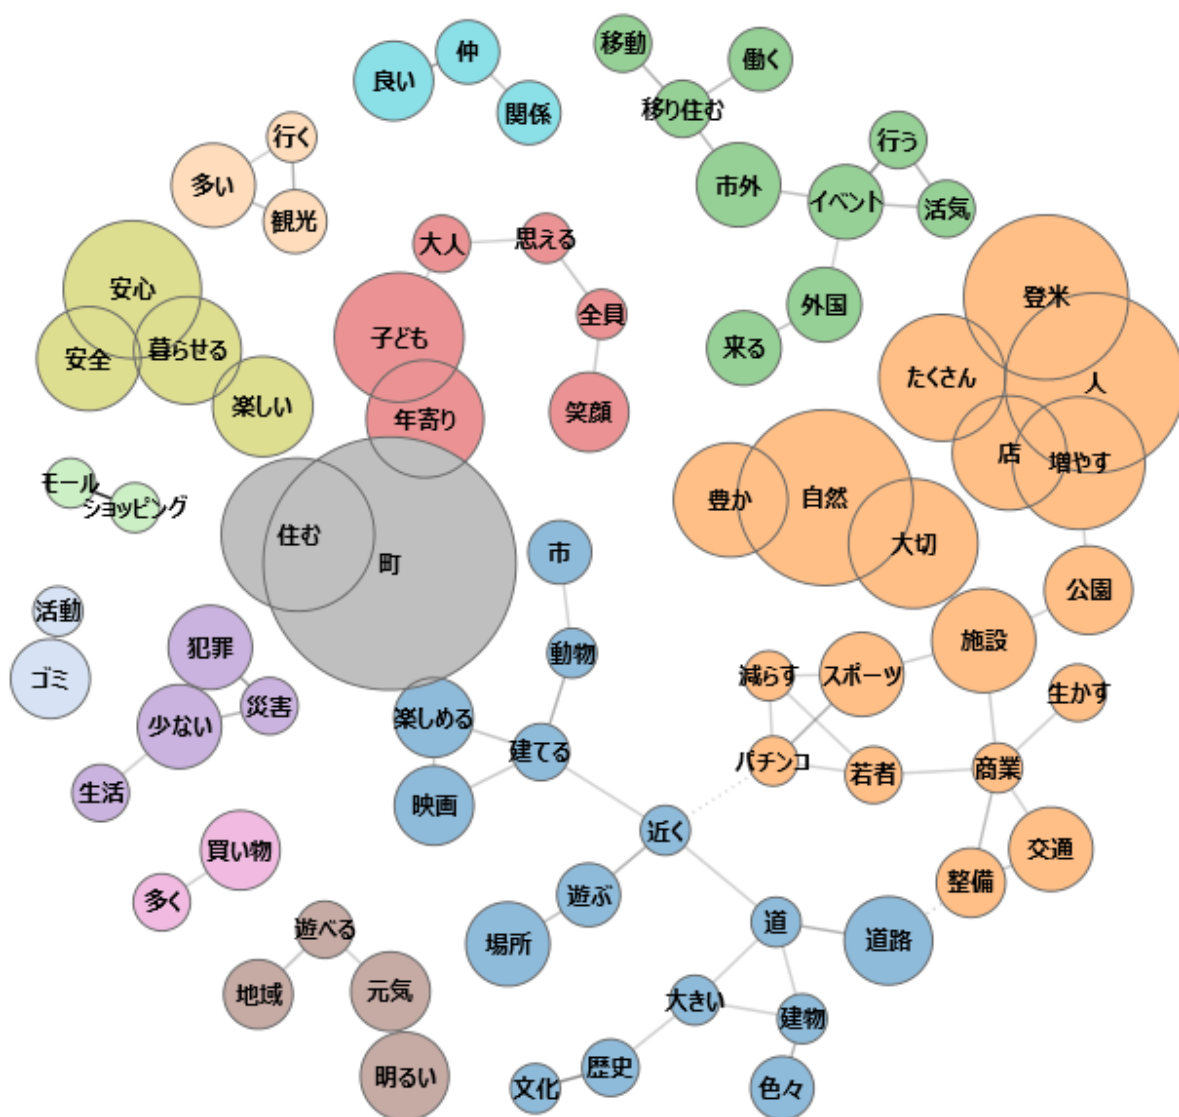 移動
仲
働く
良い
移り住む
関係
行く
行う
多い
市外
イベント
活気
観光
大人
思える
安心
登米
外国
全員
子ども
来る
暮らせる
安全
たくさん
人
楽しい
笑顔
年寄り
店
増やす
モール
ショッピング
豊か
自然
住む
大切
市
町
公園
活動
施設
犯罪
動物
減らす
スポーツ
ゴミ
災害
生かす
楽しめる
少ない
建てる
パチンコ
若者
商業
生活
映画
近く
買い物
交通
整備
遊ぶ
多く
道
遊べる
場所
道路
地域
元気
大きい
建物
明るい
歴史
文化
色々